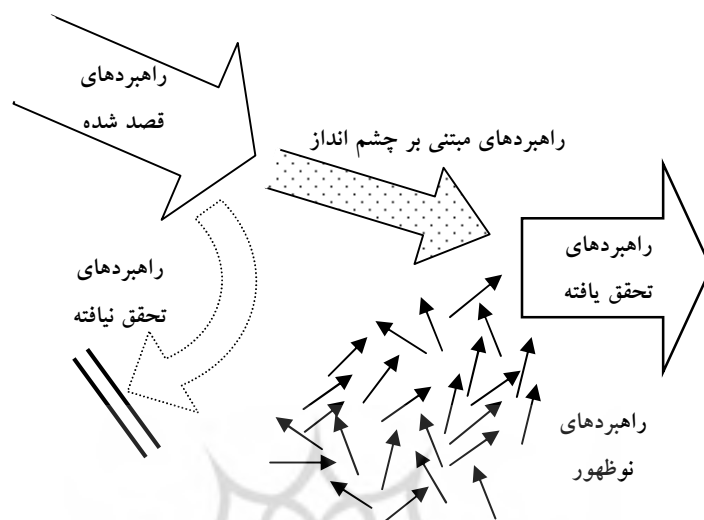 راهبردهای
قصد شده
راهبردهای مبتنی بر چشم انداز
راهبردهای
تحقق یافته
راهبردهای
تحقق نیافته
راهبردهای
نوظهور